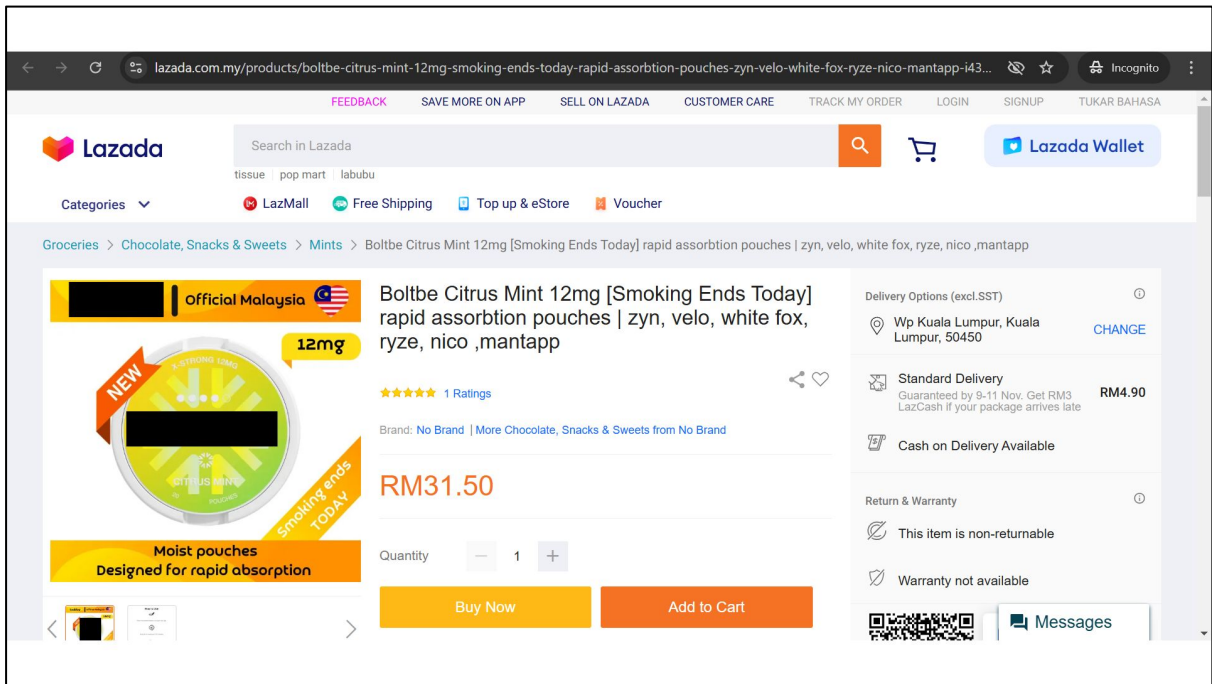 lazada.com.my/products/boltbe-citrus-mint-12mg-smoking-ends-today-rapid-assorbtion-pouches-zyn-velo-white-fox-ryze-nico-mantapp-i43...
Incognito
FEEDBACK SAVE MORE ON APP SELL ON LAZADA CUSTOMER CARE TRACK MY ORDER LOGIN SIGNUP TUKAR BAHASA
Lazada
Search in Lazada
Lazada Wallet
tissue pop mart labubu
Categories
LazMall Free Shipping Top up & eStore Voucher
Groceries > Chocolate, Snacks & Sweets > Mints > Boltbe Citrus Mint 12mg [Smoking Ends Today] rapid assorbtion pouches | zyn, velo, white fox, ryze, nico ,mantapp
Official Malaysia
12mg
NEW
X-STRONG 12MG
CITRUS MINT
POUCHES
Smoking ends
TODAY
Moist pouches
Designed for rapid absorption
Boltbe Citrus Mint 12mg [Smoking Ends Today]
rapid assorbtion pouches | zyn, velo, white fox,
ryze, nico ,mantapp
1 Ratings
Brand: No Brand | More Chocolate, Snacks & Sweets from No Brand
RM31.50
Quantity − 1 +
Buy Now Add to Cart
Delivery Options (excl.SST)
Wp Kuala Lumpur, Kuala
Lumpur, 50450
CHANGE
Standard Delivery
RM4.90
Guaranteed by 9-11 Nov. Get RM3
LazCash if your package arrives late
Cash on Delivery Available
Return & Warranty
This item is non-returnable
Warranty not available
Messages